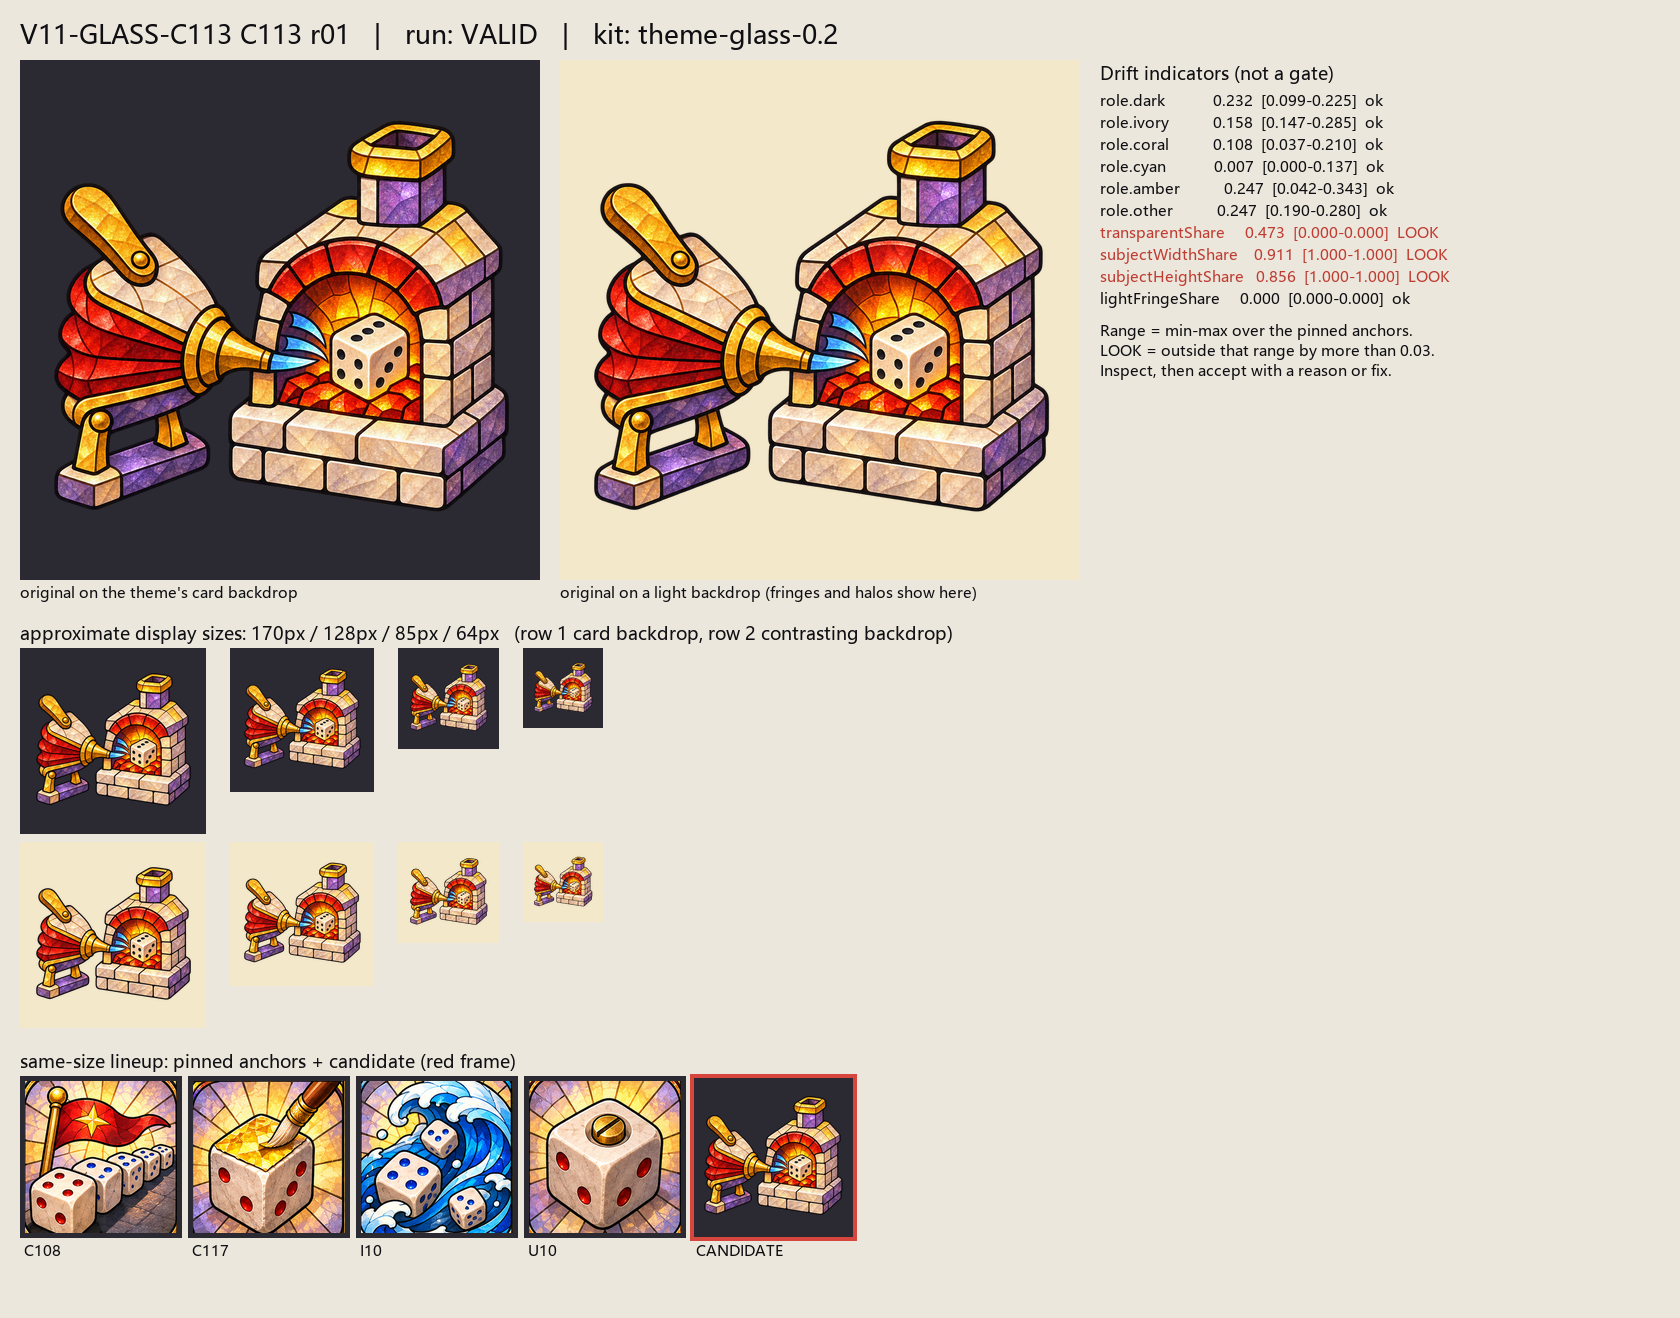 V11-GLASS-C113 C113 r01 | run: VALID | kit: theme-glass-0.2
original on the theme's card backdrop
original on a light backdrop (fringes and halos show here)
Drift indicators (not a gate)
role.dark 0.232 [0.099-0.225] ok
role.ivory 0.158 [0.147-0.285] ok
role.coral 0.108 [0.037-0.210] ok
role.cyan 0.007 [0.000-0.137] ok
role.amber 0.247 [0.042-0.343] ok
role.other 0.247 [0.190-0.280] ok
transparentShare 0.473 [0.000-0.000] LOOK
subjectWidthShare 0.911 [1.000-1.000] LOOK
subjectHeightShare 0.856 [1.000-1.000] LOOK
lightFringeShare 0.000 [0.000-0.000] ok
Range = min-max over the pinned anchors.
LOOK = outside that range by more than 0.03.
Inspect, then accept with a reason or fix.
approximate display sizes: 170px / 128px / 85px / 64px (row 1 card backdrop, row 2 contrasting backdrop)
same-size lineup: pinned anchors + candidate (red frame)
C108
C117
I10
U10
CANDIDATE